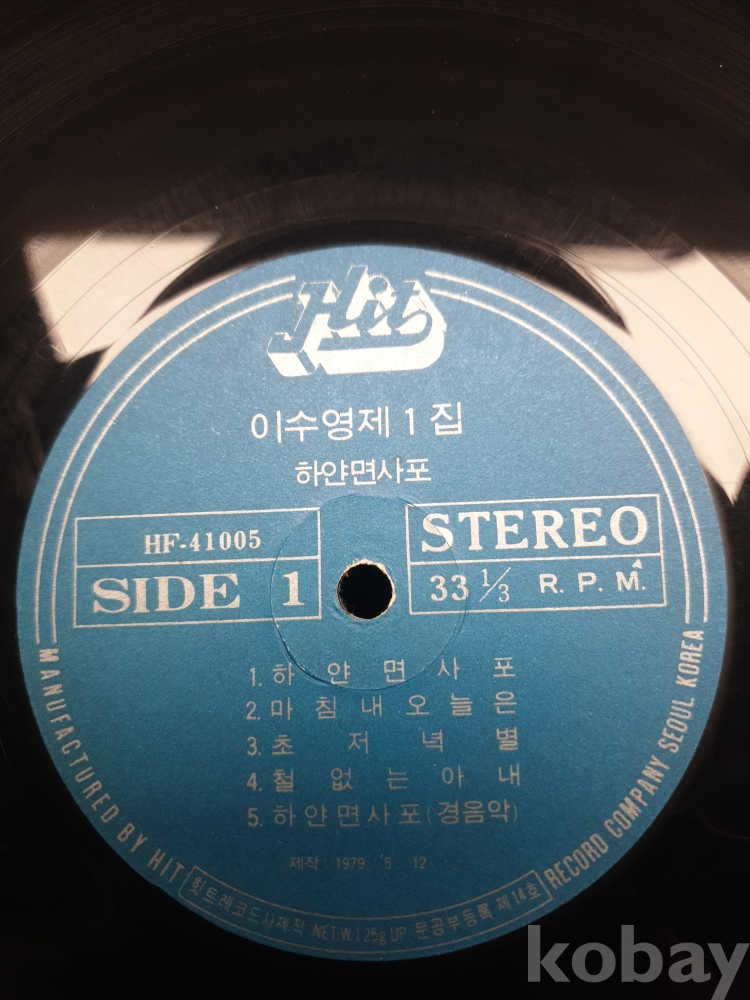 Hit
이수영제1집
하얀면사포
HF-41005
SIDE 1
STEREO
33 1/3 R. P. M.
1. 하얀면사포
2. 마침내오늘은
3. 초저녁별
4. 철없는아내
5. 하얀면사포(경음악)
제작 : 1979. 5. 12
MANUFACTURED BY HIT RECORD COMPANY SEOUL KOREA
힛트레코드사제작 NET.W.125g UP 문공부등록 제14호
kobay